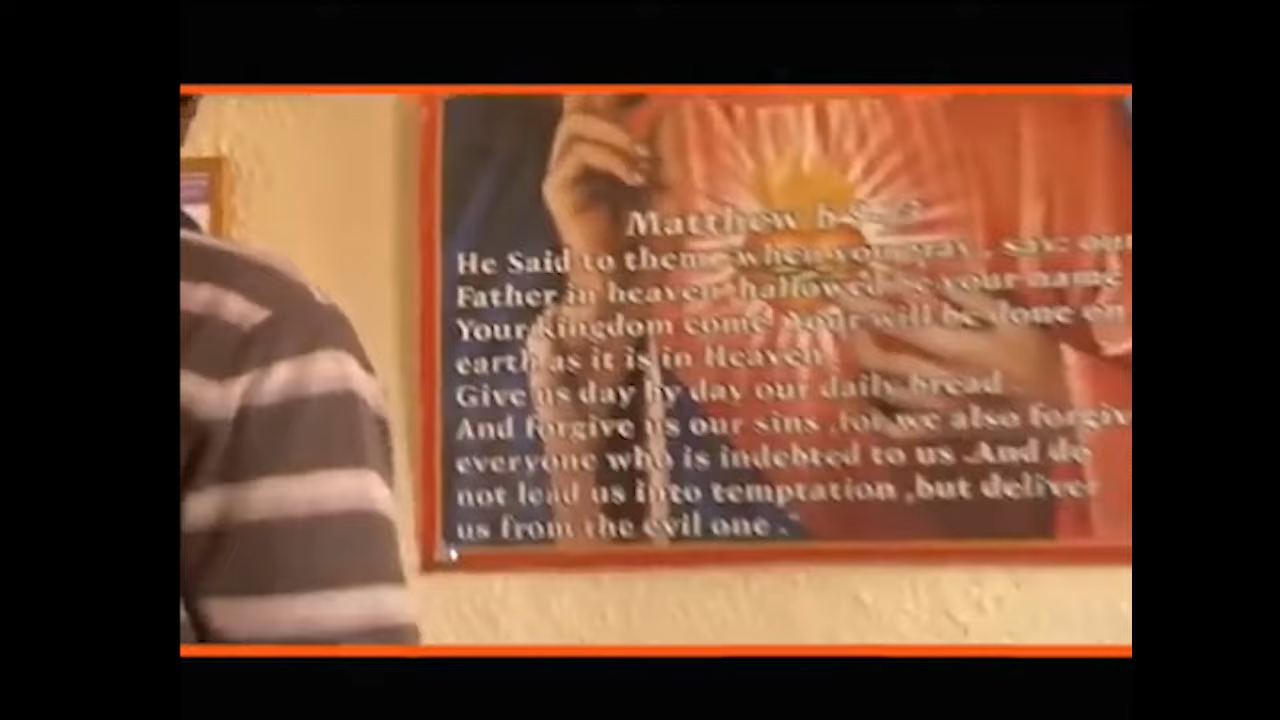 Matthew 6
He Said to them when you pray , say: our
Father in heaven hallowed be your name
Your kingdom come Your will be done on
earth as it is in Heaven
Give us day by day our daily bread
And forgive us our sins ,for we also forgiv
everyone who is indebted to us .And do
not lead us into temptation ,but deliver
us from the evil one ."